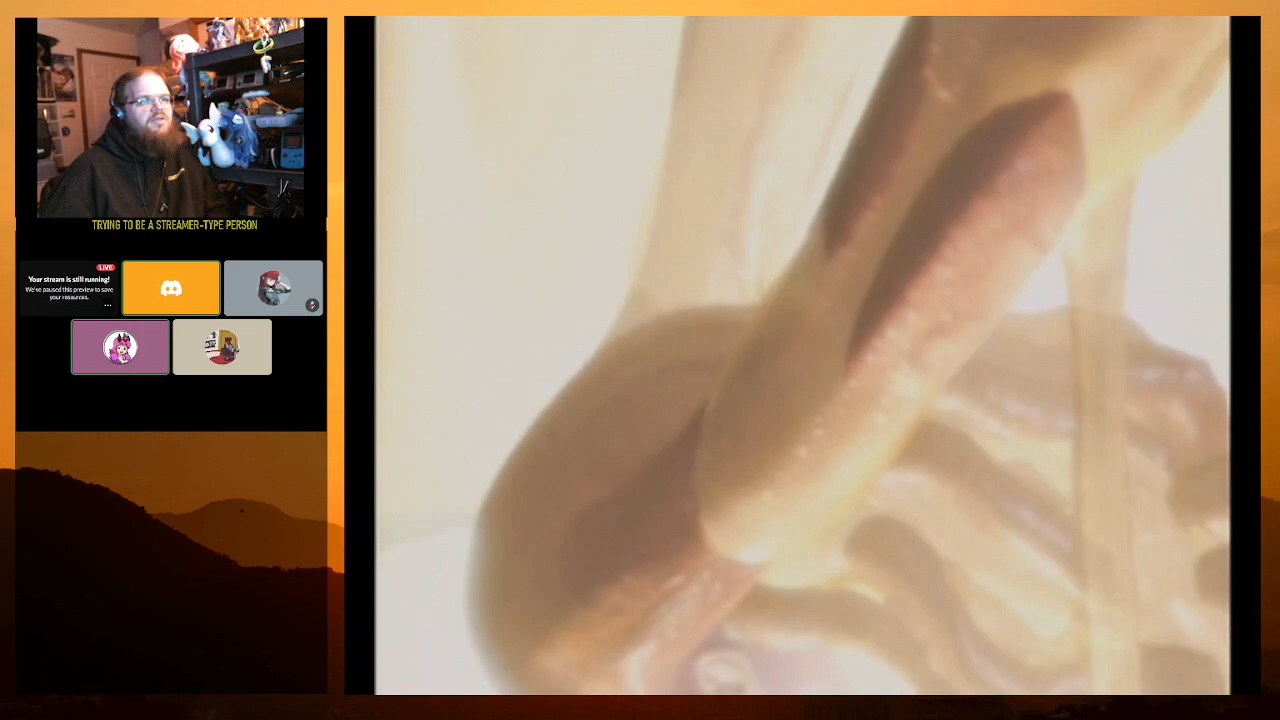 TRYING TO BE A STREAMER-TYPE PERSON
LIVE
Your stream is still running!
We've paused this preview to save
your resources.